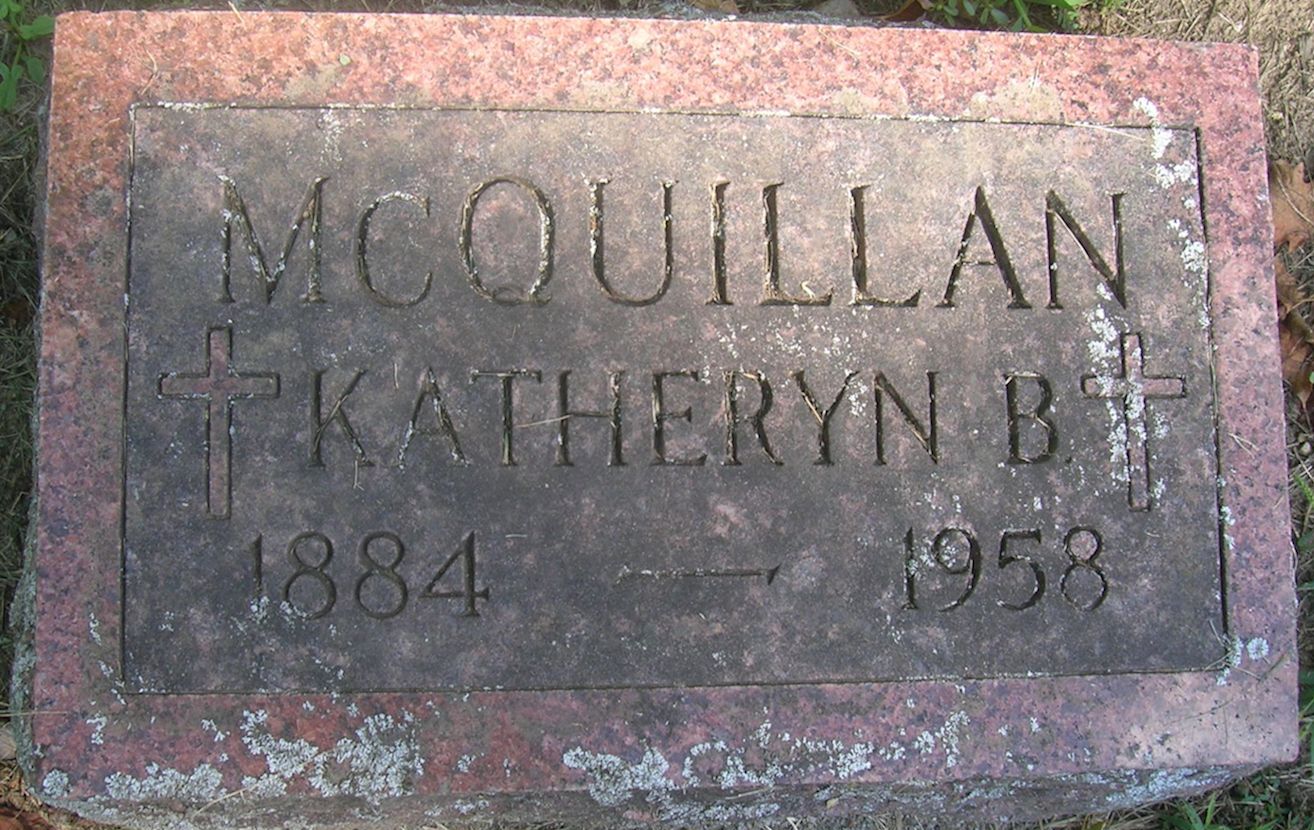 McQUILLAN
KATHERYN B.
1884 — 1958